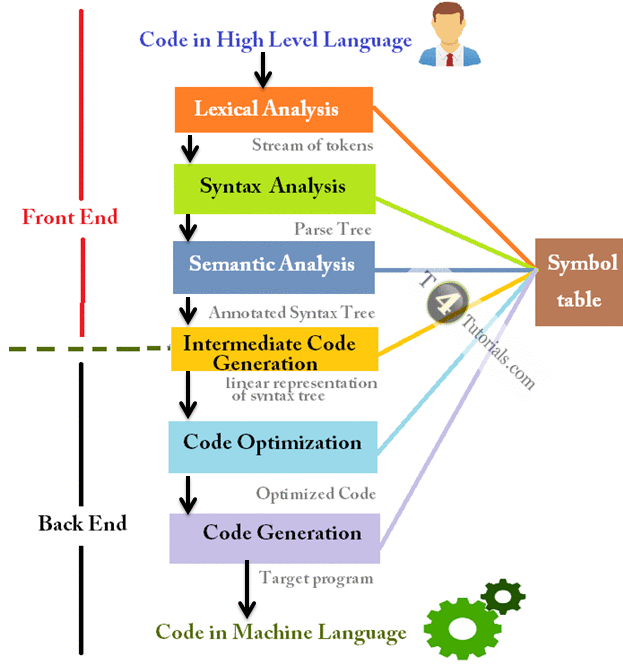 Code in High Level Language
Lexical Analysis
Stream of tokens
Syntax Analysis
Front End
Parse Tree
Semantic Analysis
Symbol
table
T4Tutorials.com
Annotated Syntax Tree
Intermediate Code
Generation
linear representation
of syntax tree
Code Optimization
Optimized Code
Back End
Code Generation
Target program
Code in Machine Language